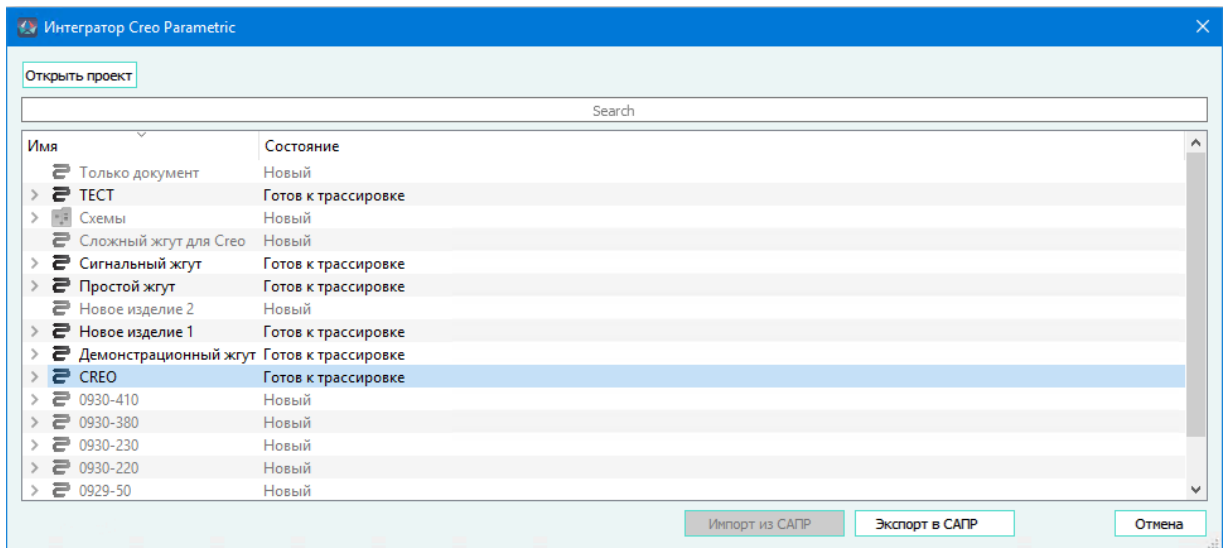 Интегратор Creo Parametric
Открыть проект
Search
Имя Состояние
Только документ Новый
ТЕСТ Готов к трассировке
Схемы Новый
Сложный жгут для Creo Новый
Сигнальный жгут Готов к трассировке
Простой жгут Готов к трассировке
Новое изделие 2 Новый
Новое изделие 1 Готов к трассировке
Демонстрационный жгут Готов к трассировке
CREO Готов к трассировке
0930-410 Новый
0930-380 Новый
0930-230 Новый
0930-220 Новый
0929-50 Новый
Импорт из САПР Экспорт в САПР Отмена